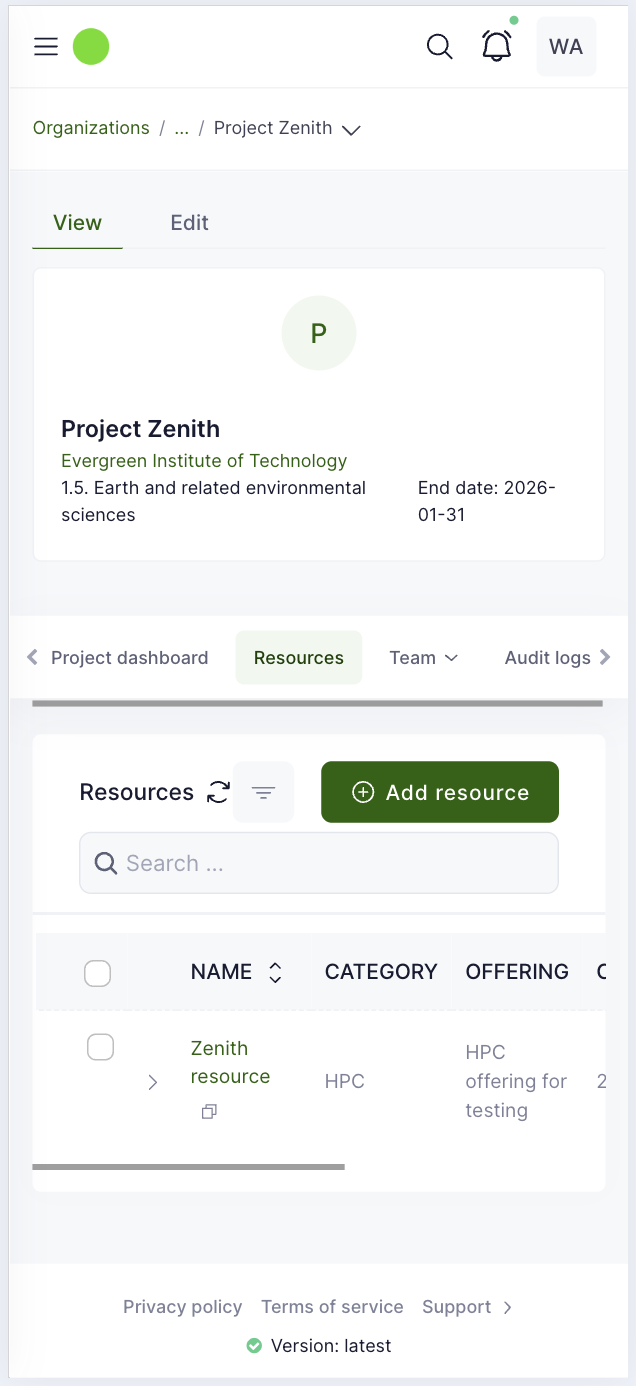 WA
Organizations / ... / Project Zenith
View Edit
P
Project Zenith
Evergreen Institute of Technology
1.5. Earth and related environmental
sciences
End date: 2026-
01-31
Project dashboard Resources Team Audit logs
Resources Add resource
Search ...
NAME CATEGORY OFFERING
Zenith
resource
HPC
HPC
offering for
testing
2
Privacy policy Terms of service Support
Version: latest